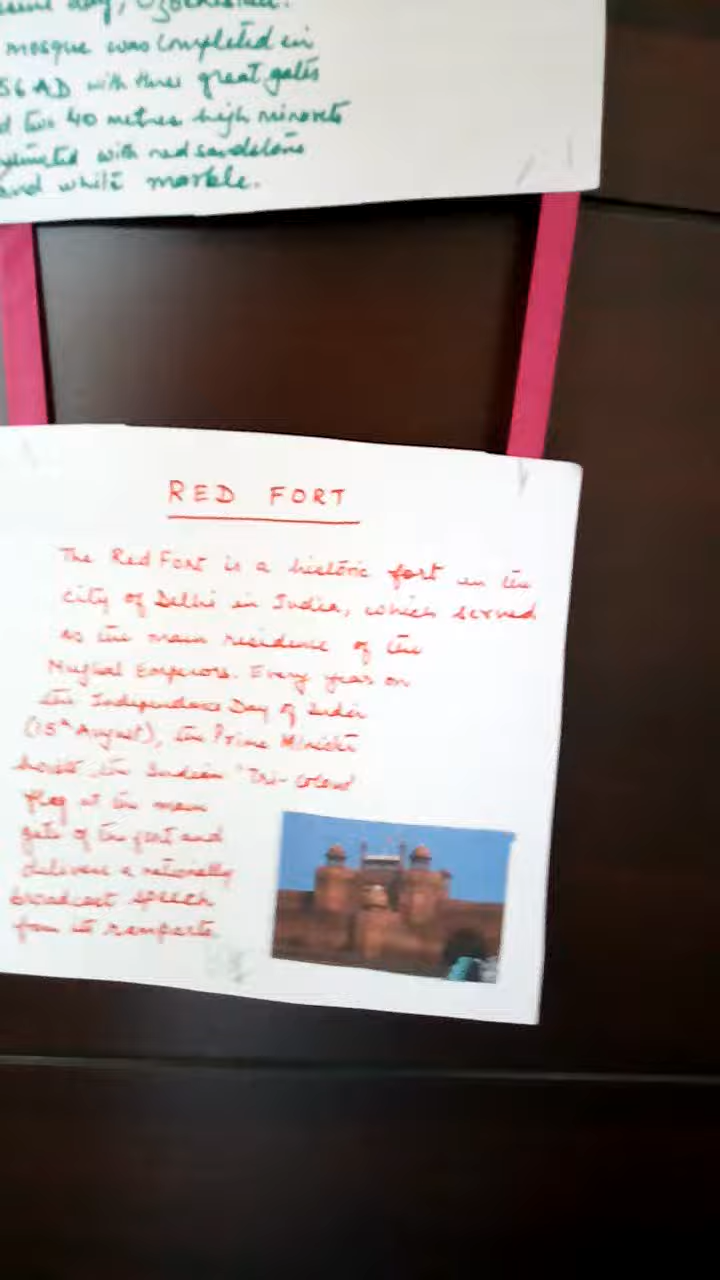 day, Uzbekistan.
mosque was completed in
56 AD with three great gates
two 40 metres high minarets
with red sandstone
and white marble.
RED FORT
The Red Fort is a historic fort in the
city of Delhi in India, which served
as the main residence of the
Mughal Emperors. Every year on
the Independence Day of India
(15th August), the Prime Minister
hoists the Indian "Tri-colour"
flag at the main
gate of the fort and
delivers a nationally
broadcast speech
from its ramparts.